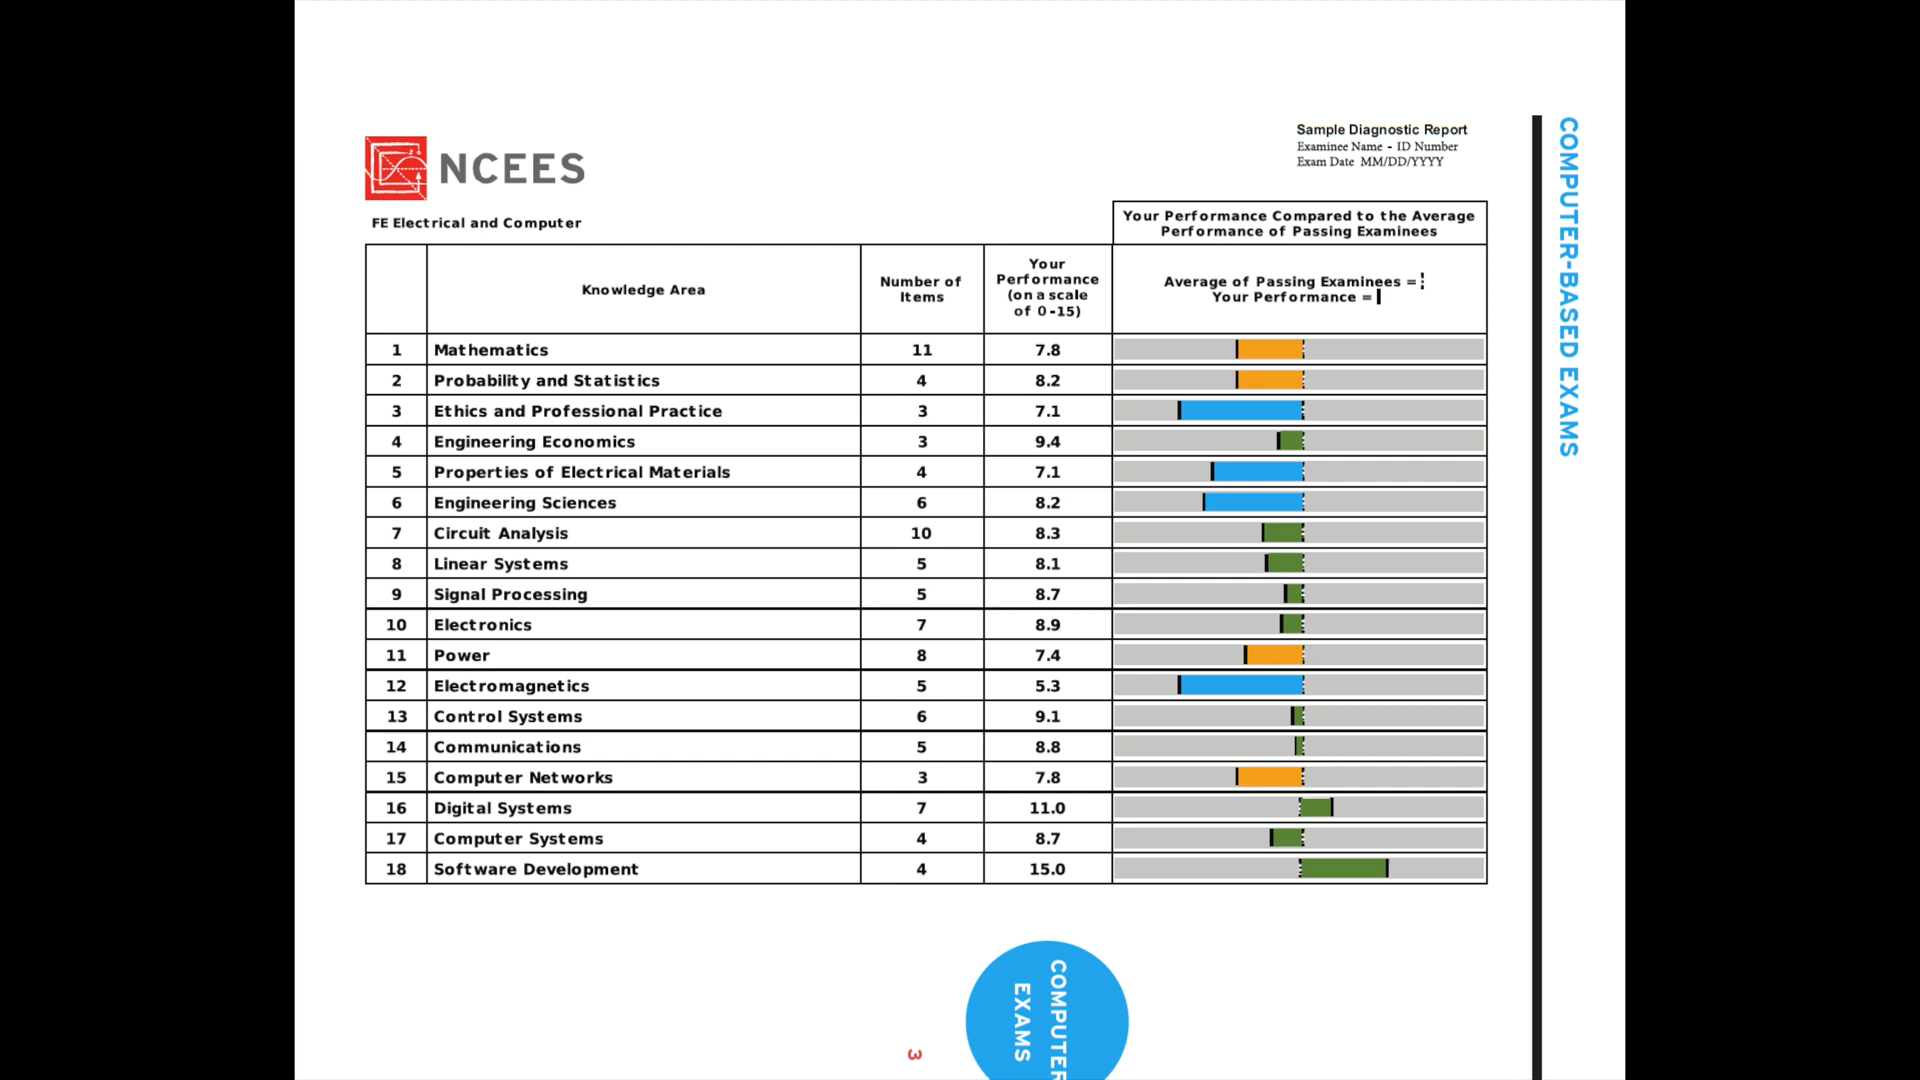 NCEES
Sample Diagnostic Report
Examinee Name - ID Number
Exam Date MM/DD/YYYY
FE Electrical and Computer
Your Performance Compared to the Average
Performance of Passing Examinees
Knowledge Area
Number of
Items
Your
Performance
(on a scale
of 0-15)
Average of Passing Examinees =
Your Performance =
1 Mathematics 11 7.8
2 Probability and Statistics 4 8.2
3 Ethics and Professional Practice 3 7.1
4 Engineering Economics 3 9.4
5 Properties of Electrical Materials 4 7.1
6 Engineering Sciences 6 8.2
7 Circuit Analysis 10 8.3
8 Linear Systems 5 8.1
9 Signal Processing 5 8.7
10 Electronics 7 8.9
11 Power 8 7.4
12 Electromagnetics 5 5.3
13 Control Systems 6 9.1
14 Communications 5 8.8
15 Computer Networks 3 7.8
16 Digital Systems 7 11.0
17 Computer Systems 4 8.7
18 Software Development 4 15.0
COMPUTER-BASED EXAMS
COMPUTER
EXAMS
3